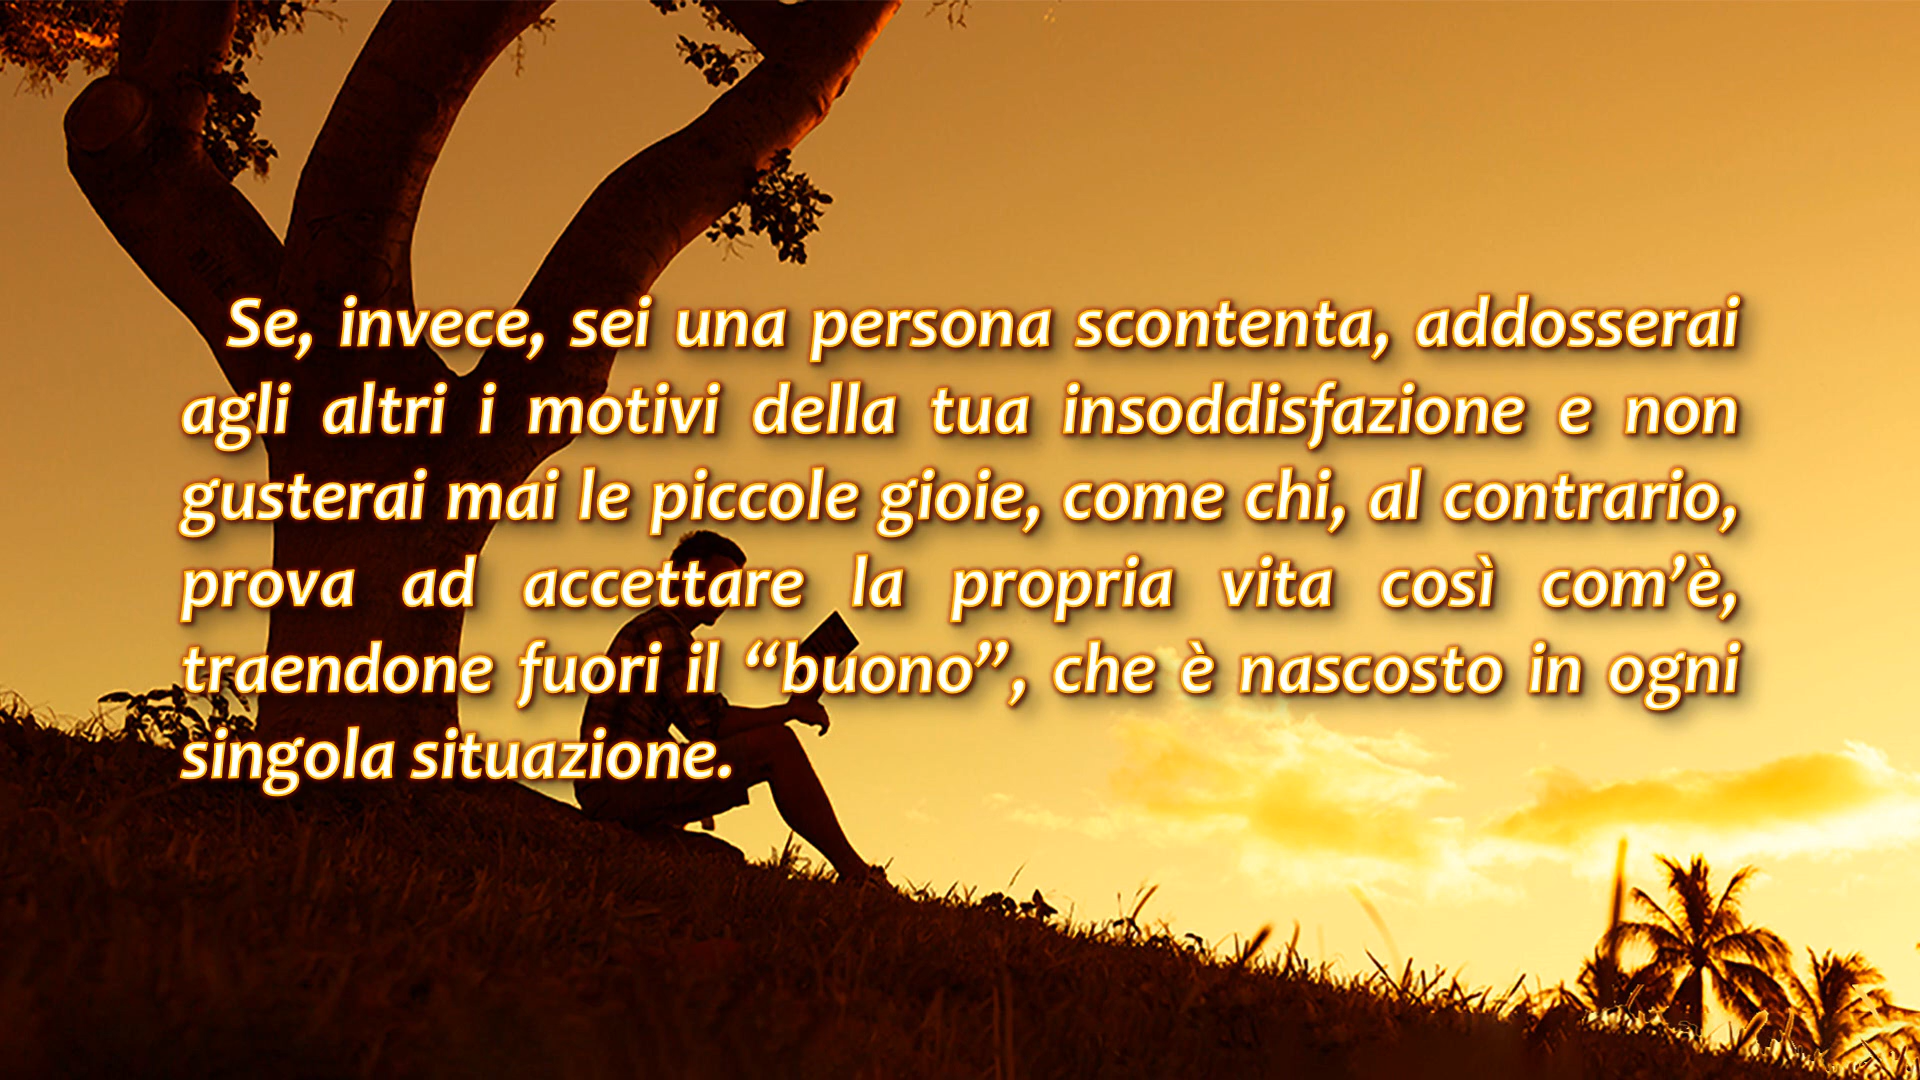 Se, invece, sei una persona scontenta, addosserai
agli altri i motivi della tua insoddisfazione e non
gusterai mai le piccole gioie, come chi, al contrario,
prova ad accettare la propria vita così com’è,
traendone fuori il “buono”, che è nascosto in ogni
singola situazione.